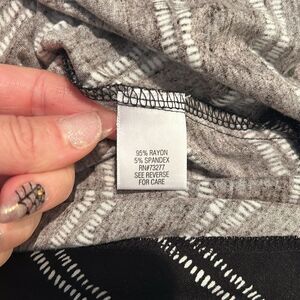 95% RAYON
5% SPANDEX
RN#73277
SEE REVERSE
FOR CARE